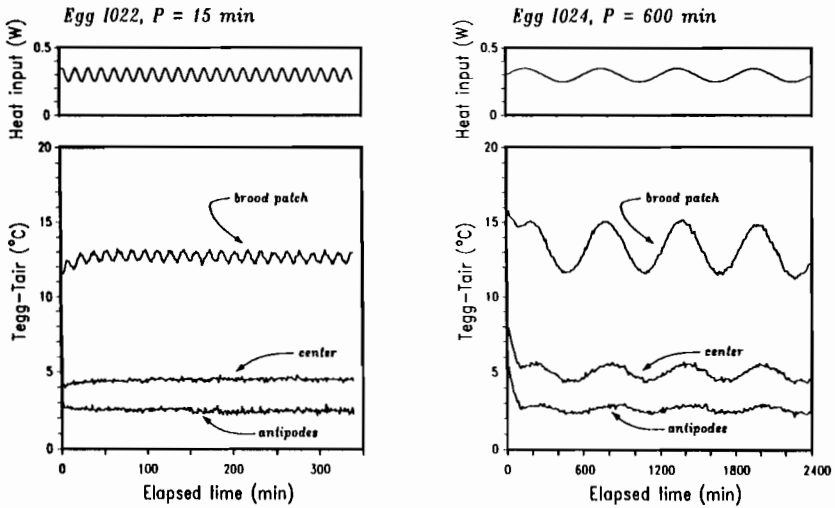 Egg 1022, P = 15 min
Heat input (W)
0.5
0
Tegg-Tair (°C)
20
15
10
5
0
brood patch
center
antipodes
0 100 200 300
Elapsed time (min)
Egg 1024, P = 600 min
Heat input (W)
0.5
0
Tegg-Tair (°C)
20
15
10
5
0
brood patch
center
antipodes
0 600 1200 1800 2400
Elapsed time (min)